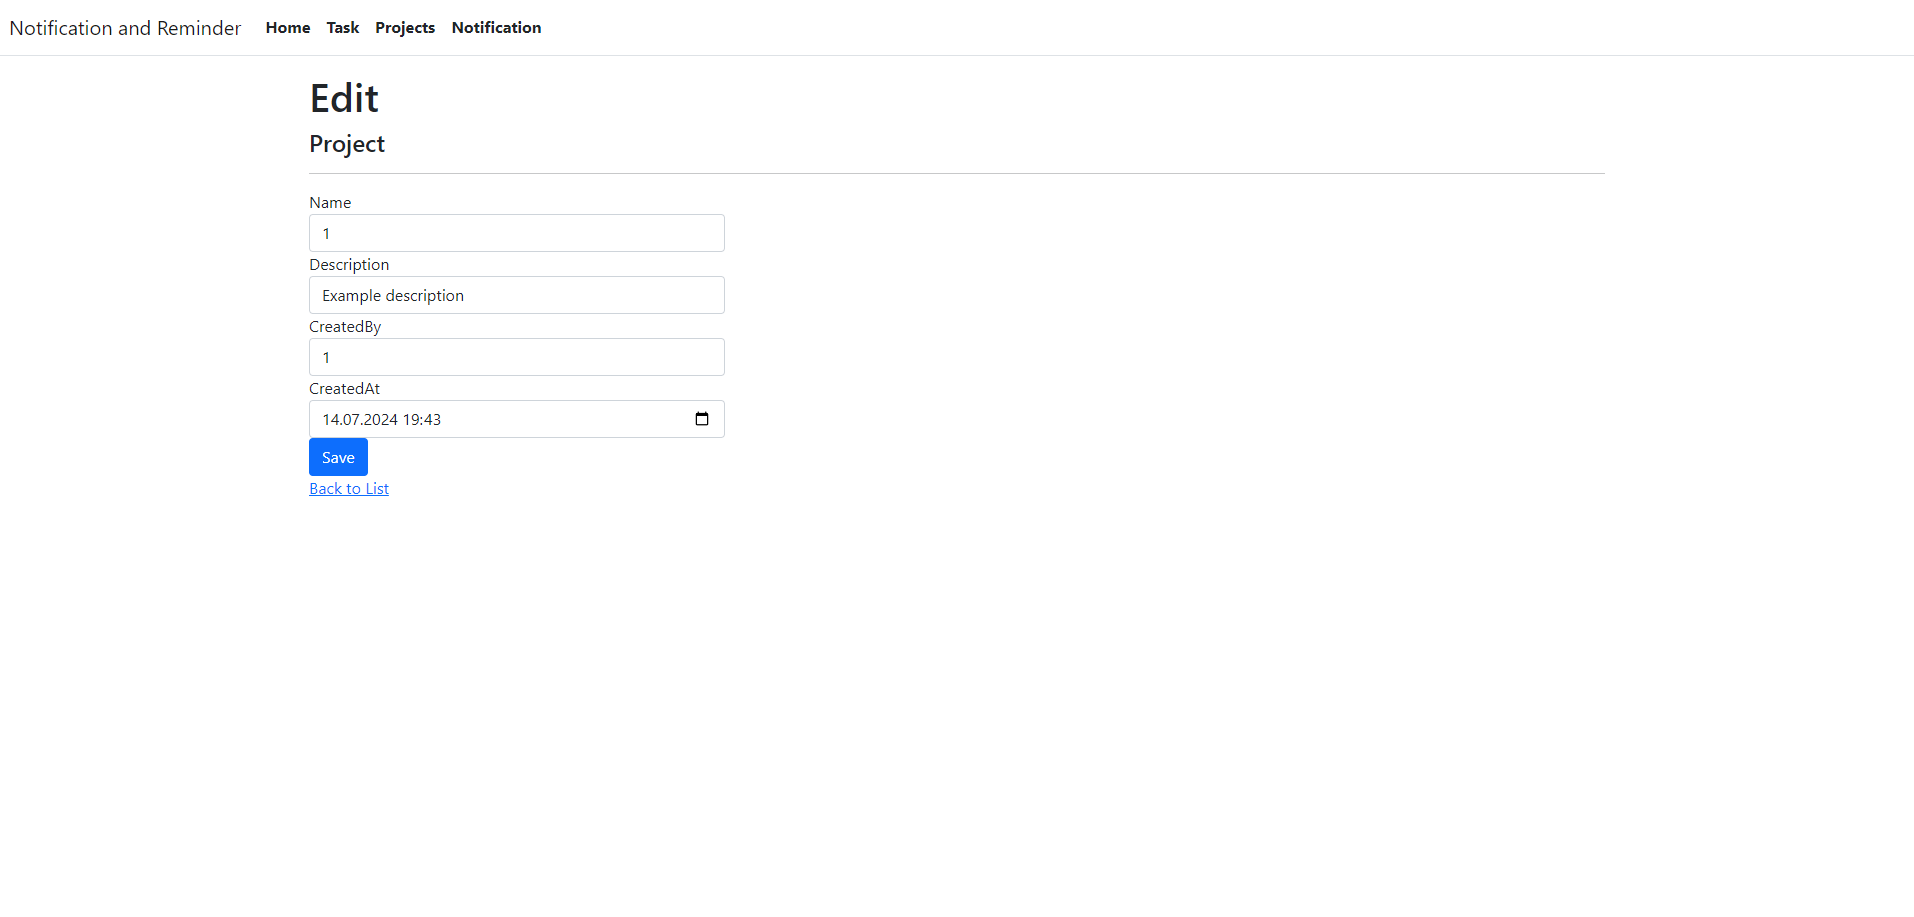 Notification and Reminder Home Task Projects Notification
Edit
Project
Name
1
Description
Example description
CreatedBy
1
CreatedAt
14.07.2024 19:43
Save
Back to List